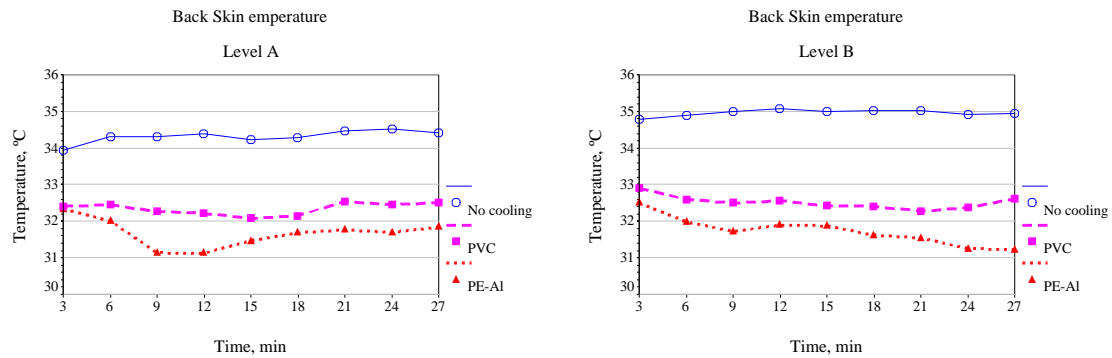 Back Skin emperature
Level A
36
35
34
33
32
31
30
Temperature, ºC
3 6 9 12 15 18 21 24 27
Time, min
No cooling
PVC
PE-Al
Back Skin emperature
Level B
36
35
34
33
32
31
30
Temperature, ºC
3 6 9 12 15 18 21 24 27
Time, min
No cooling
PVC
PE-Al